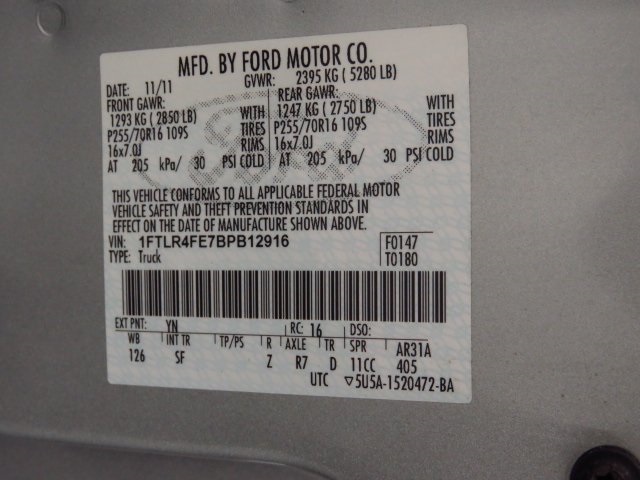 MFD. BY FORD MOTOR CO.
DATE: 11/11 GVWR: 2395 KG ( 5280 LB)
FRONT GAWR: REAR GAWR:
1293 KG ( 2850 LB) WITH 1247 KG ( 2750 LB) WITH
P255/70R16 109S TIRES P255/70R16 109S TIRES
16x7.0J RIMS 16x7.0J RIMS
AT 205 kPa/ 30 PSI COLD AT 205 kPa/ 30 PSI COLD
THIS VEHICLE CONFORMS TO ALL APPLICABLE FEDERAL MOTOR
VEHICLE SAFETY AND THEFT PREVENTION STANDARDS IN
EFFECT ON THE DATE OF MANUFACTURE SHOWN ABOVE.
VIN: 1FTLR4FE7BPB12916 F0147
TYPE: Truck T0180
EXT PNT: YN RC: 16 DSO:
WB INT TR TP/PS R AXLE TR SPR AR31A
126 SF Z R7 D 11CC 405
UTC ▽5U5A-1520472-BA